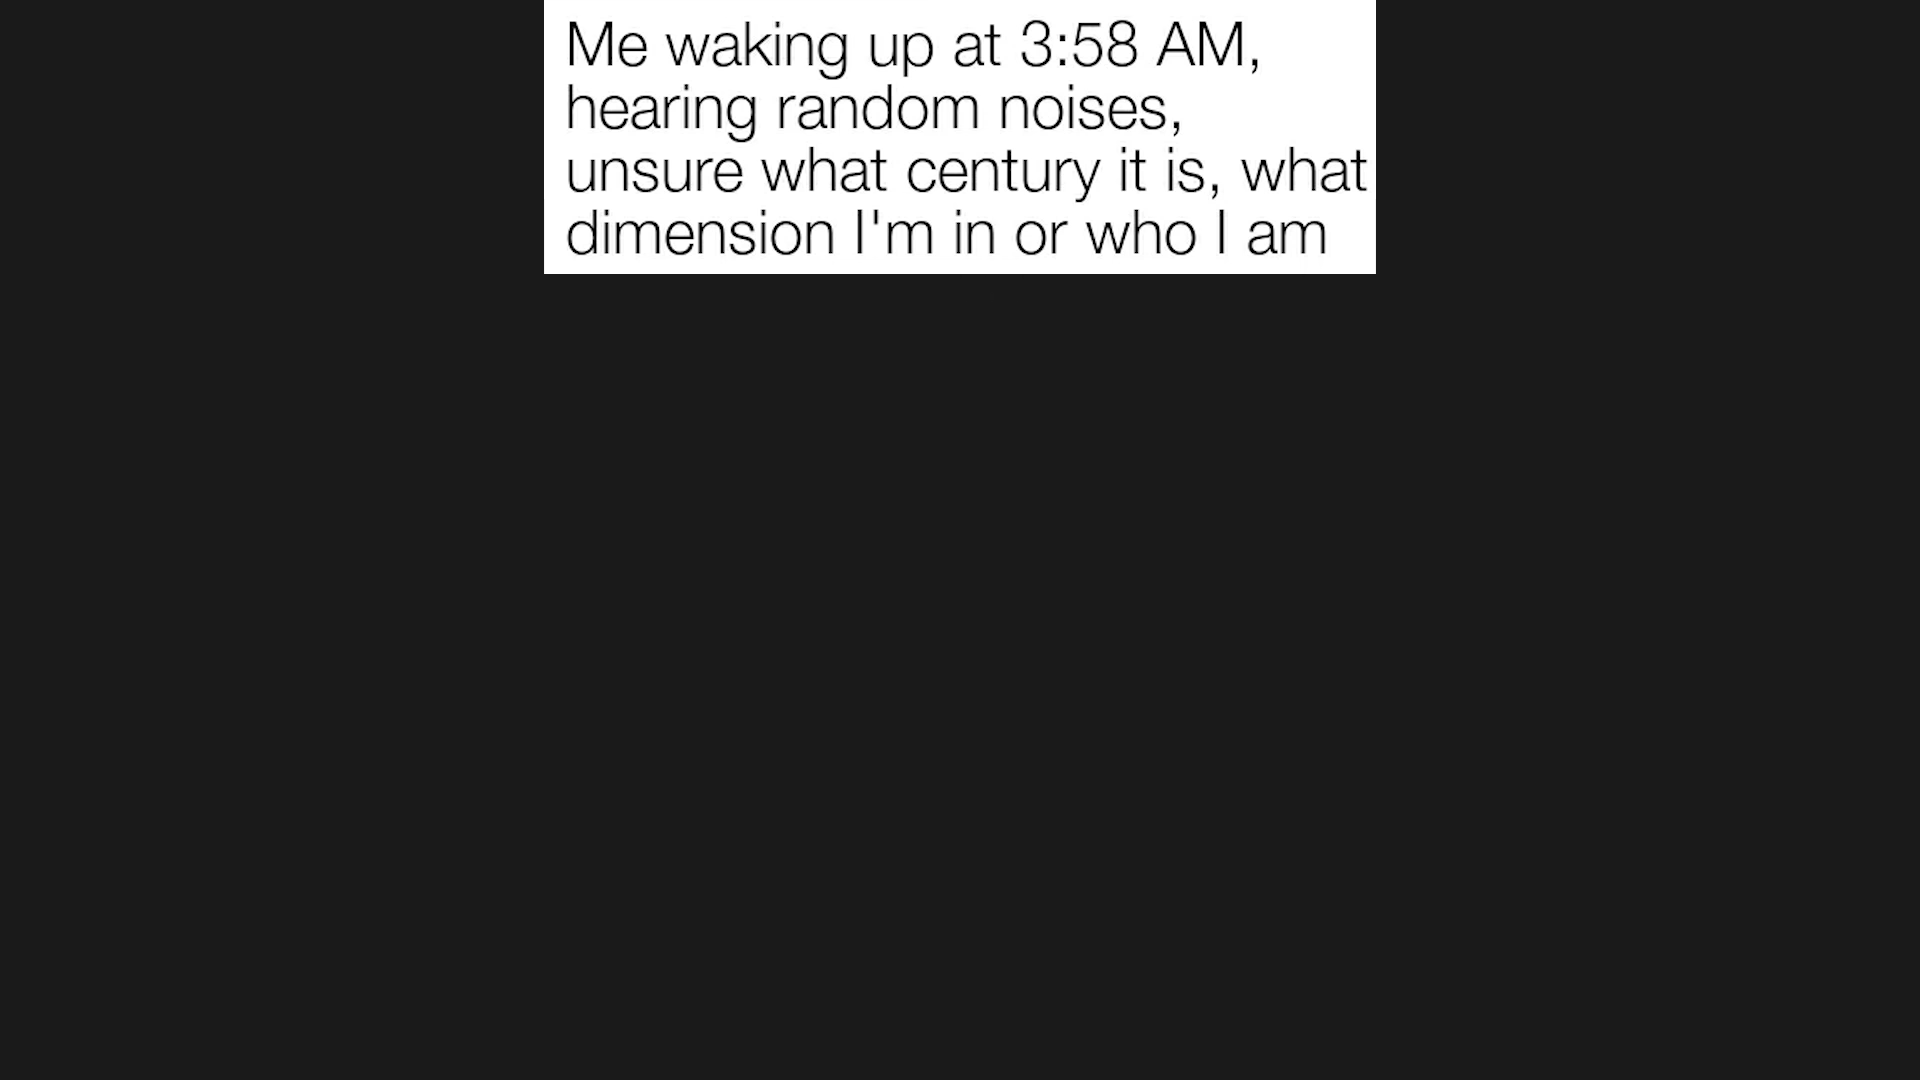 Me waking up at 3:58 AM,
hearing random noises,
unsure what century it is, what
dimension I'm in or who I am